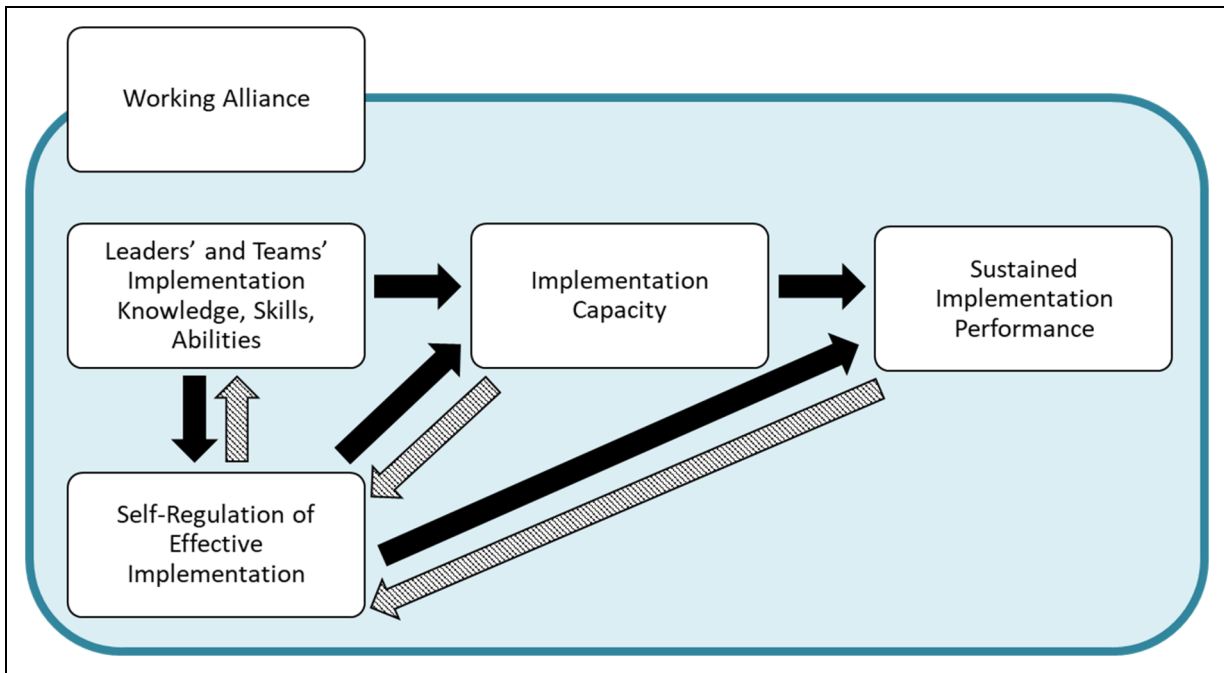 Working Alliance
Leaders’ and Teams’
Implementation
Knowledge, Skills,
Abilities
Implementation
Capacity
Sustained
Implementation
Performance
Self-Regulation of
Effective
Implementation